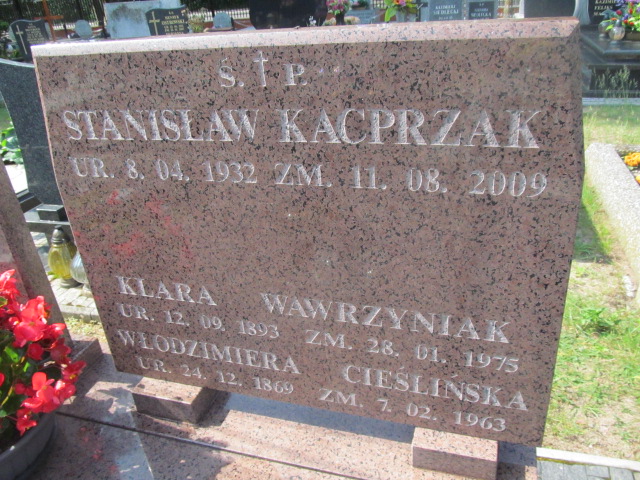 Ś. † P.
STANISŁAW KACPRZAK
UR. 8. 04. 1932 ZM. 11. 08. 2009
KLARA WAWRZYNIAK
UR. 12. 09. 1893 ZM. 28. 01. 1975
WŁODZIMIERA CIEŚLIŃSKA
UR. 24. 12. 1869 ZM. 7. 02. 1963